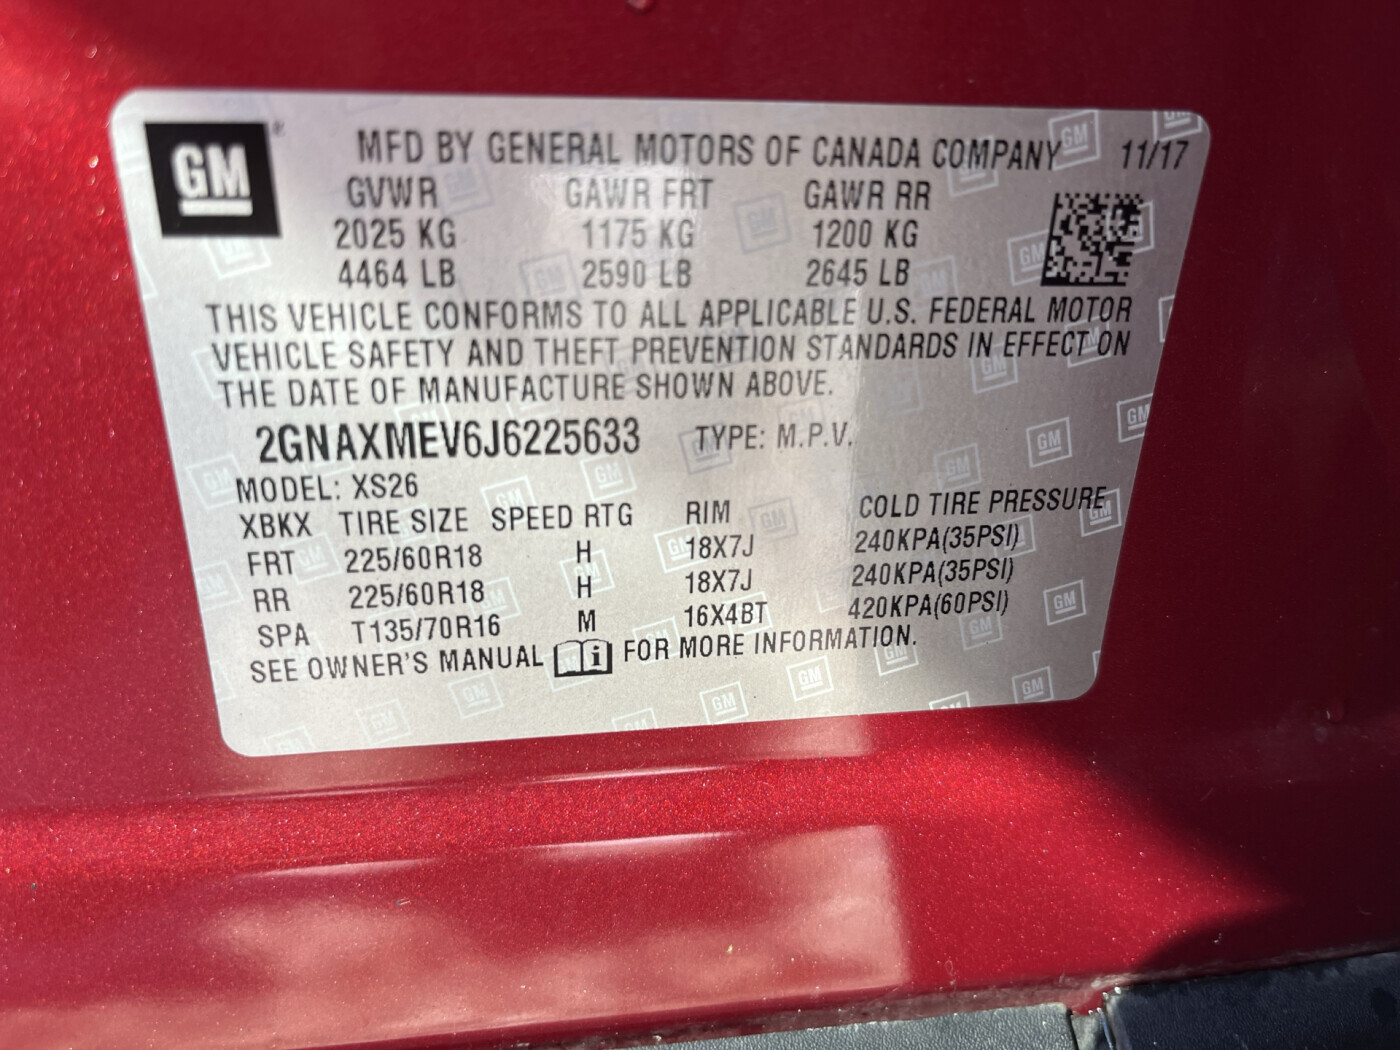 GM
MFD BY GENERAL MOTORS OF CANADA COMPANY 11/17
GVWR GAWR FRT GAWR RR
2025 KG 1175 KG 1200 KG
4464 LB 2590 LB 2645 LB
THIS VEHICLE CONFORMS TO ALL APPLICABLE U.S. FEDERAL MOTOR
VEHICLE SAFETY AND THEFT PREVENTION STANDARDS IN EFFECT ON
THE DATE OF MANUFACTURE SHOWN ABOVE.
2GNAXMEV6J6225633 TYPE: M.P.V.
MODEL: XS26
XBKX TIRE SIZE SPEED RTG RIM COLD TIRE PRESSURE
FRT 225/60R18 H 18X7J 240KPA(35PSI)
RR 225/60R18 H 18X7J 240KPA(35PSI)
SPA T135/70R16 M 16X4BT 420KPA(60PSI)
SEE OWNER'S MANUAL i FOR MORE INFORMATION.